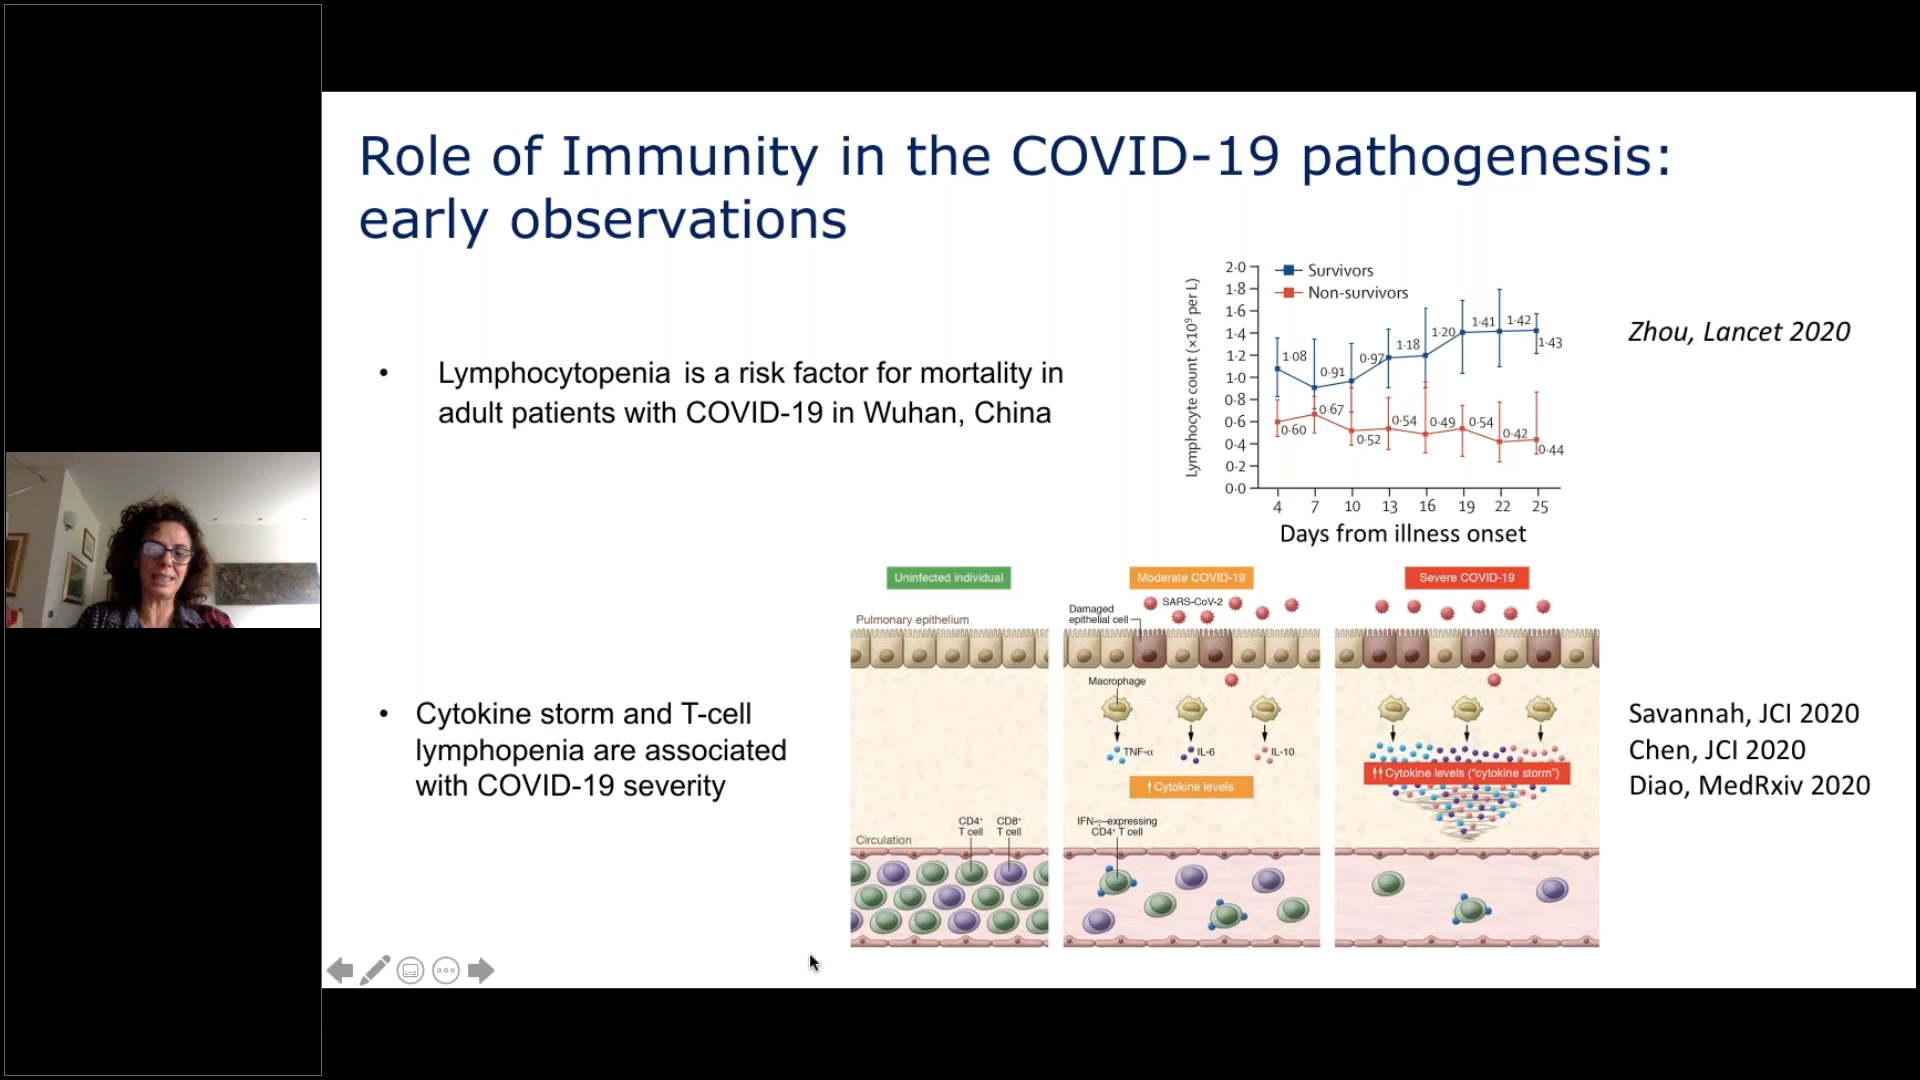 Role of Immunity in the COVID-19 pathogenesis:
early observations
• Lymphocytopenia is a risk factor for mortality in
adult patients with COVID-19 in Wuhan, China
Lymphocyte count (×10⁹ per L)
2·0
1·8
1·6
1·4
1·2
1·0
0·8
0·6
0·4
0·2
0·0
Survivors
Non-survivors
1·08
0·91
0·97
1·18
1·20
1·41
1·42
1·43
0·60
0·67
0·52
0·54
0·49
0·54
0·42
0·44
4 7 10 13 16 19 22 25
Days from illness onset
Zhou, Lancet 2020
• Cytokine storm and T-cell
lymphopenia are associated
with COVID-19 severity
Uninfected individual
Pulmonary epithelium
Circulation
CD4⁺
T cell
CD8⁺
T cell
Moderate COVID-19
SARS-CoV-2
Damaged
epithelial cell
Macrophage
TNF-α
IL-6
IL-10
↑Cytokine levels
IFN-γ–expressing
CD4⁺ T cell
Severe COVID-19
↑↑Cytokine levels (“cytokine storm”)
Savannah, JCI 2020
Chen, JCI 2020
Diao, MedRxiv 2020